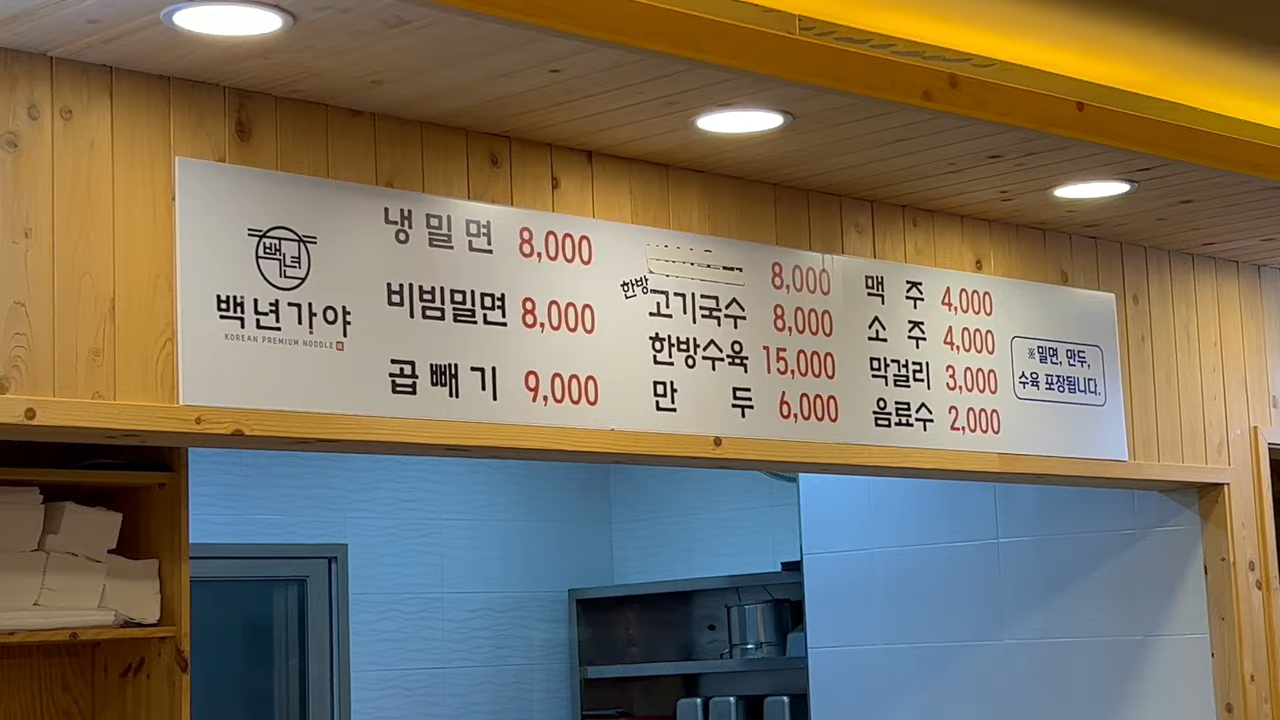 백년
백년가야
KOREAN PREMIUM NOODLE
냉밀면 8,000
비빔밀면 8,000
곱빼기 9,000
8,000
한방
고기국수 8,000
한방수육 15,000
만두 6,000
맥주 4,000
소주 4,000
막걸리 3,000
음료수 2,000
※밀면, 만두,
수육 포장됩니다.